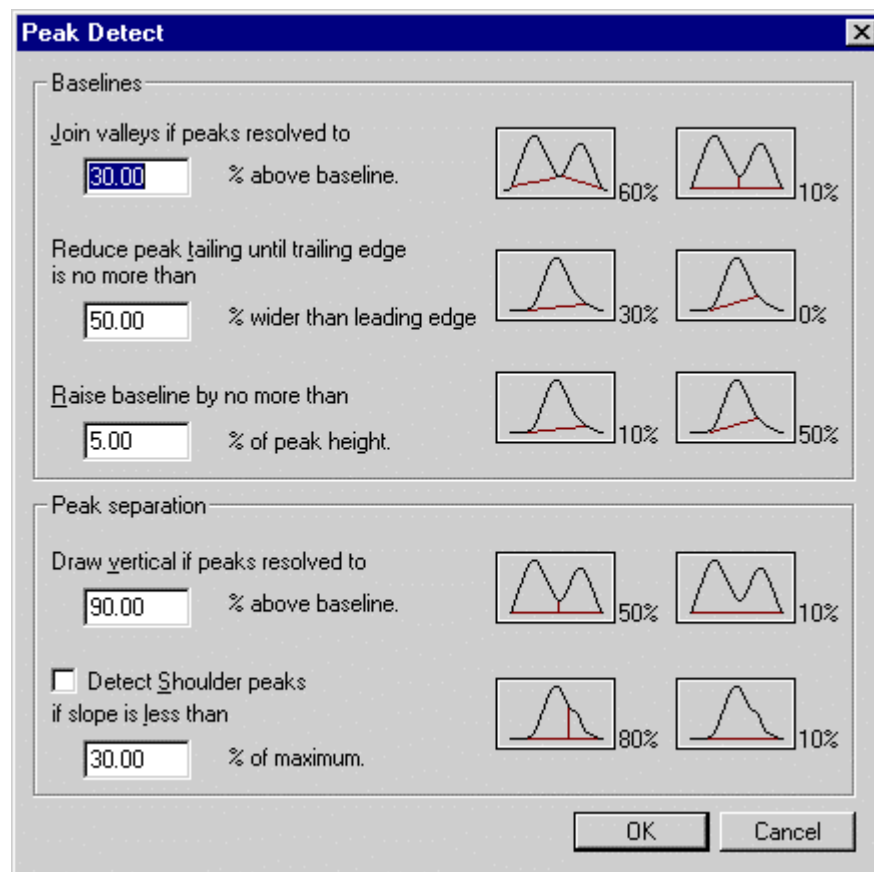 Peak Detect
Baselines
Join valleys if peaks resolved to
30.00 % above baseline.
60% 10%
Reduce peak tailing until trailing edge
is no more than
50.00 % wider than leading edge
30% 0%
Raise baseline by no more than
5.00 % of peak height.
10% 50%
Peak separation
Draw vertical if peaks resolved to
90.00 % above baseline.
50% 10%
Detect Shoulder peaks
if slope is less than
30.00 % of maximum.
80% 10%
OK Cancel